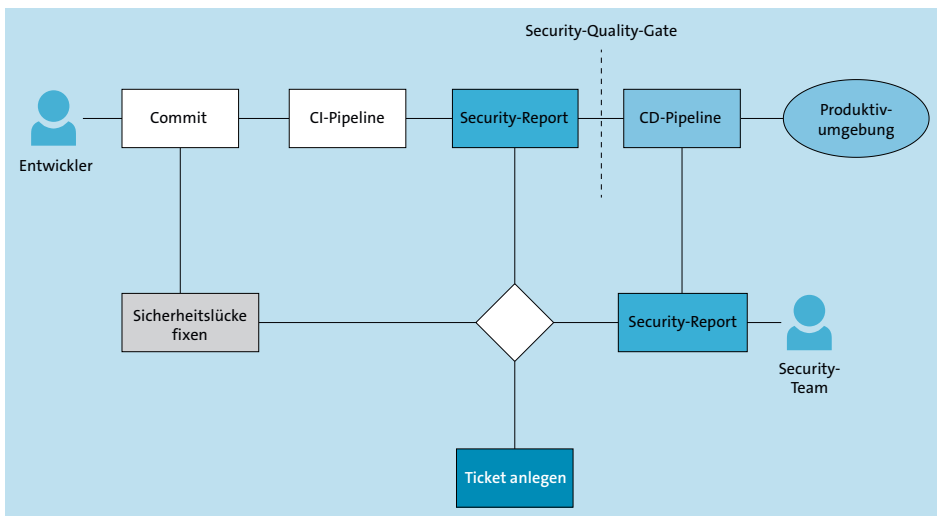 Security-Quality-Gate
Commit
CI-Pipeline
Security-Report
CD-Pipeline
Produktiv-
umgebung
Entwickler
Sicherheitslücke
fixen
Security-Report
Security-
Team
Ticket anlegen